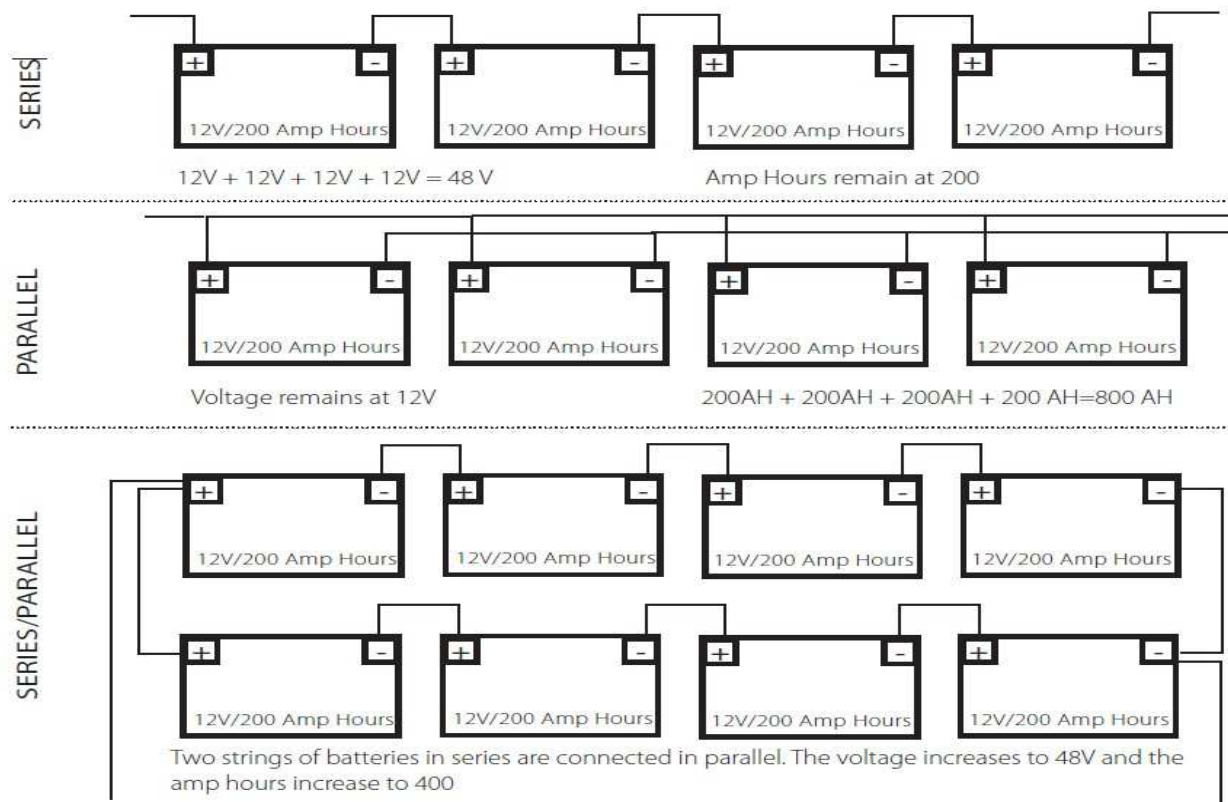 SERIES
+ - + - + - + -
12V/200 Amp Hours 12V/200 Amp Hours 12V/200 Amp Hours 12V/200 Amp Hours
12V + 12V + 12V + 12V = 48 V Amp Hours remain at 200
PARALLEL
+ - + - + - + -
12V/200 Amp Hours 12V/200 Amp Hours 12V/200 Amp Hours 12V/200 Amp Hours
Voltage remains at 12V 200AH + 200AH + 200AH + 200 AH=800 AH
SERIES/PARALLEL
+ - + - + - + -
12V/200 Amp Hours 12V/200 Amp Hours 12V/200 Amp Hours 12V/200 Amp Hours
+ - + - + - + -
12V/200 Amp Hours 12V/200 Amp Hours 12V/200 Amp Hours 12V/200 Amp Hours
Two strings of batteries in series are connected in parallel. The voltage increases to 48V and the
amp hours increase to 400